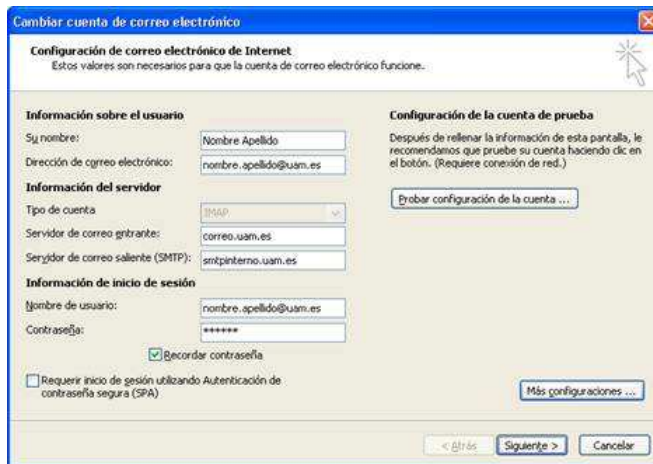 Cambiar cuenta de correo electrónico
Configuración de correo electrónico de Internet
Estos valores son necesarios para que la cuenta de correo electrónico funcione.
Información sobre el usuario
Su nombre:
Nombre Apellido
Dirección de correo electrónico:
nombre.apellido@uam.es
Información del servidor
Tipo de cuenta
IMAP
Servidor de correo entrante:
correo.uam.es
Servidor de correo saliente (SMTP):
smtpinterno.uam.es
Información de inicio de sesión
Nombre de usuario:
nombre.apellido@uam.es
Contraseña:
******
Recordar contraseña
Requerir inicio de sesión utilizando Autenticación de
contraseña segura (SPA)
Configuración de la cuenta de prueba
Después de rellenar la información de esta pantalla, le
recomendamos que pruebe su cuenta haciendo clic en
el botón. (Requiere conexión de red.)
Probar configuración de la cuenta ...
Más configuraciones ...
< Atrás
Siguiente >
Cancelar